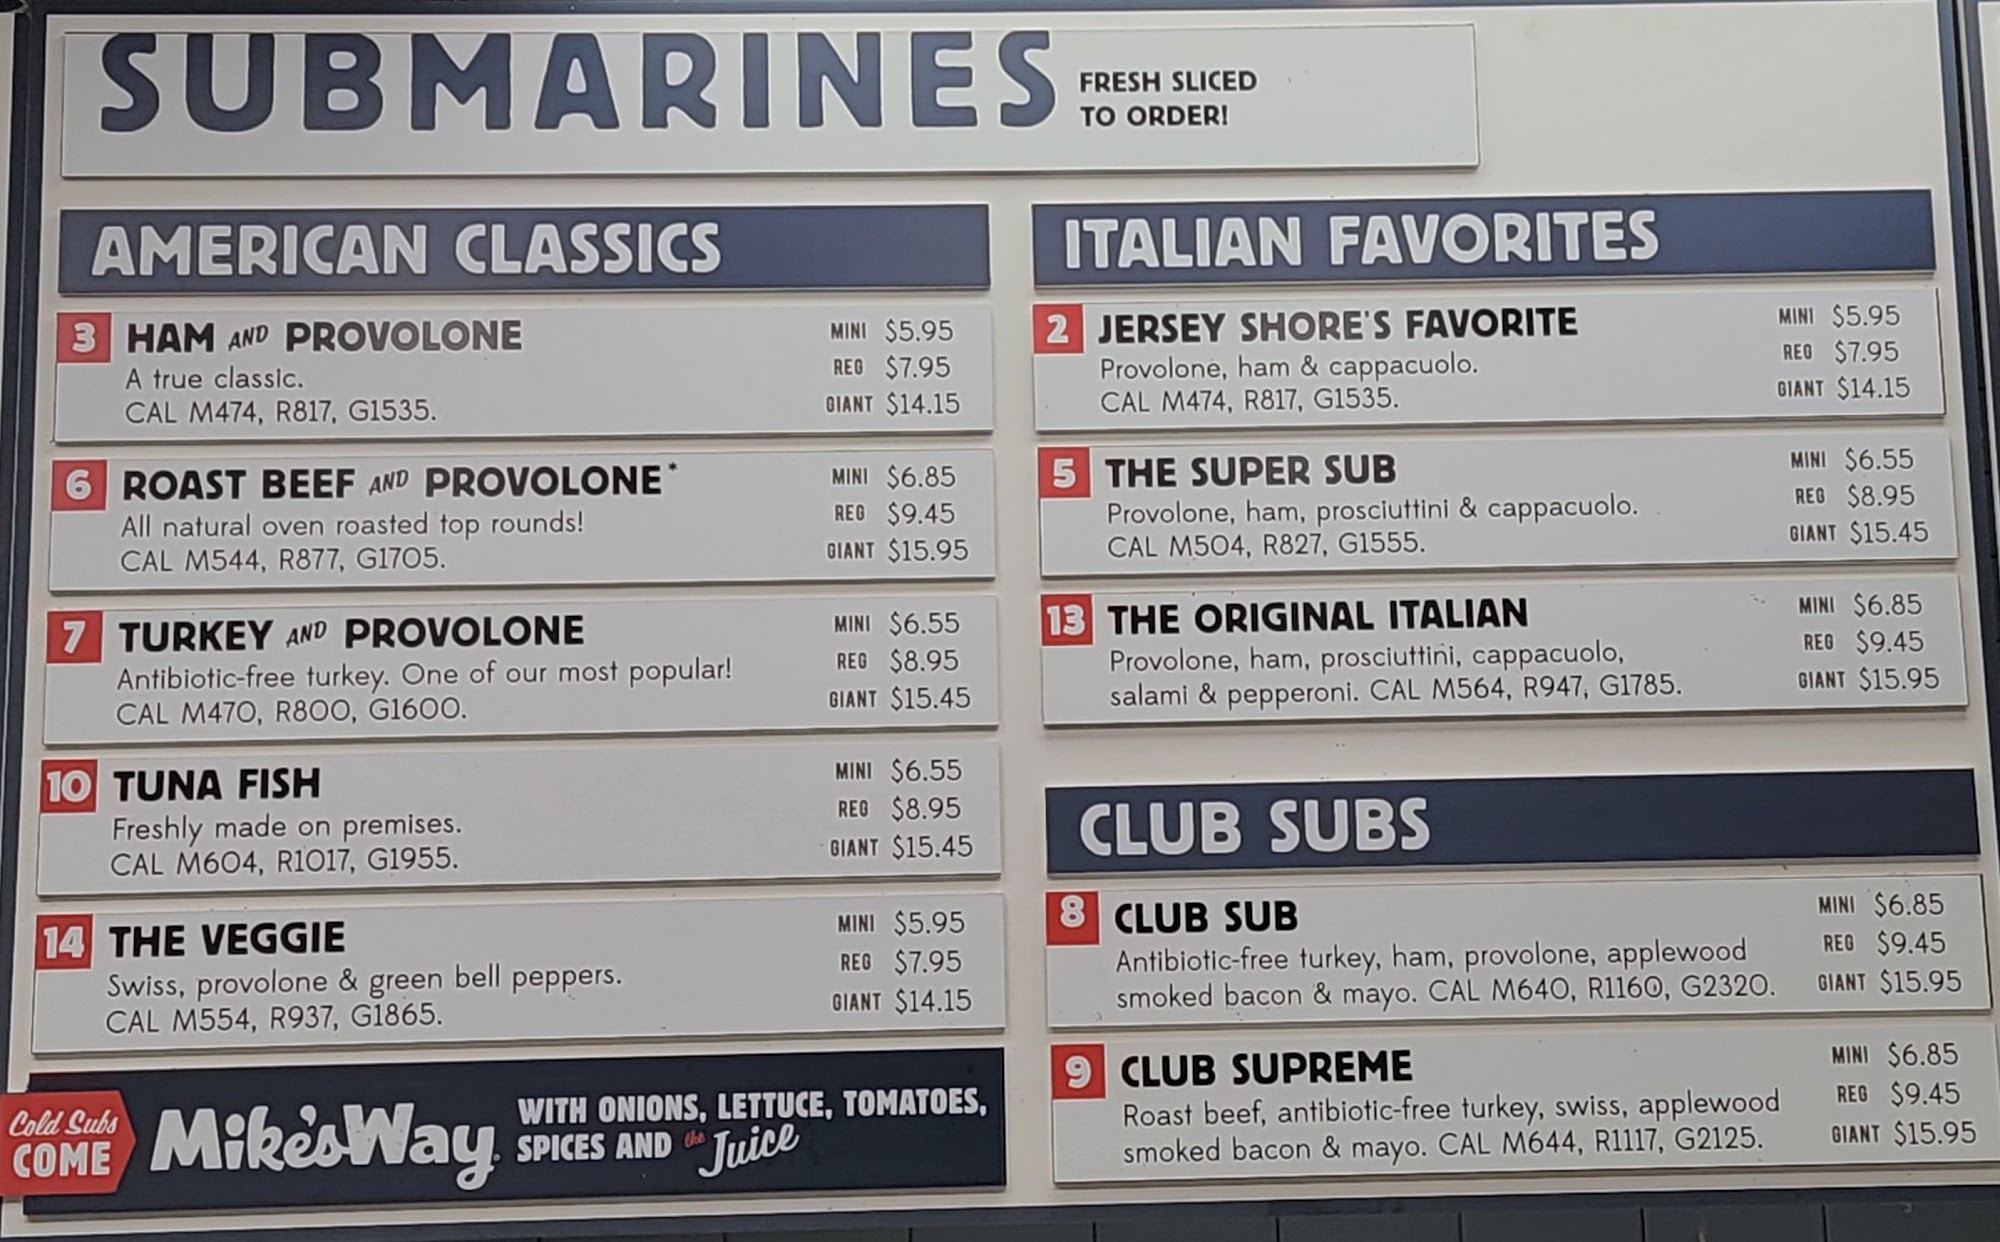 SUBMARINES
FRESH SLICED
TO ORDER!
AMERICAN CLASSICS
3 HAM AND PROVOLONE
A true classic.
CAL M474, R817, G1535.
MINI $5.95
REG $7.95
GIANT $14.15
6 ROAST BEEF AND PROVOLONE*
All natural oven roasted top rounds!
CAL M544, R877, G1705.
MINI $6.85
REG $9.45
GIANT $15.95
7 TURKEY AND PROVOLONE
Antibiotic-free turkey. One of our most popular!
CAL M470, R800, G1600.
MINI $6.55
REG $8.95
GIANT $15.45
10 TUNA FISH
Freshly made on premises.
CAL M604, R1017, G1955.
MINI $6.55
REG $8.95
GIANT $15.45
14 THE VEGGIE
Swiss, provolone & green bell peppers.
CAL M554, R937, G1865.
MINI $5.95
REG $7.95
GIANT $14.15
Cold Subs
COME
Mike's Way.
WITH ONIONS, LETTUCE, TOMATOES,
SPICES AND the Juice
ITALIAN FAVORITES
2 JERSEY SHORE'S FAVORITE
Provolone, ham & cappacuolo.
CAL M474, R817, G1535.
MINI $5.95
REG $7.95
GIANT $14.15
5 THE SUPER SUB
Provolone, ham, prosciuttini & cappacuolo.
CAL M504, R827, G1555.
MINI $6.55
REG $8.95
GIANT $15.45
13 THE ORIGINAL ITALIAN
Provolone, ham, prosciuttini, cappacuolo,
salami & pepperoni. CAL M564, R947, G1785.
MINI $6.85
REG $9.45
GIANT $15.95
CLUB SUBS
8 CLUB SUB
Antibiotic-free turkey, ham, provolone, applewood
smoked bacon & mayo. CAL M640, R1160, G2320.
MINI $6.85
REG $9.45
GIANT $15.95
9 CLUB SUPREME
Roast beef, antibiotic-free turkey, swiss, applewood
smoked bacon & mayo. CAL M644, R1117, G2125.
MINI $6.85
REG $9.45
GIANT $15.95